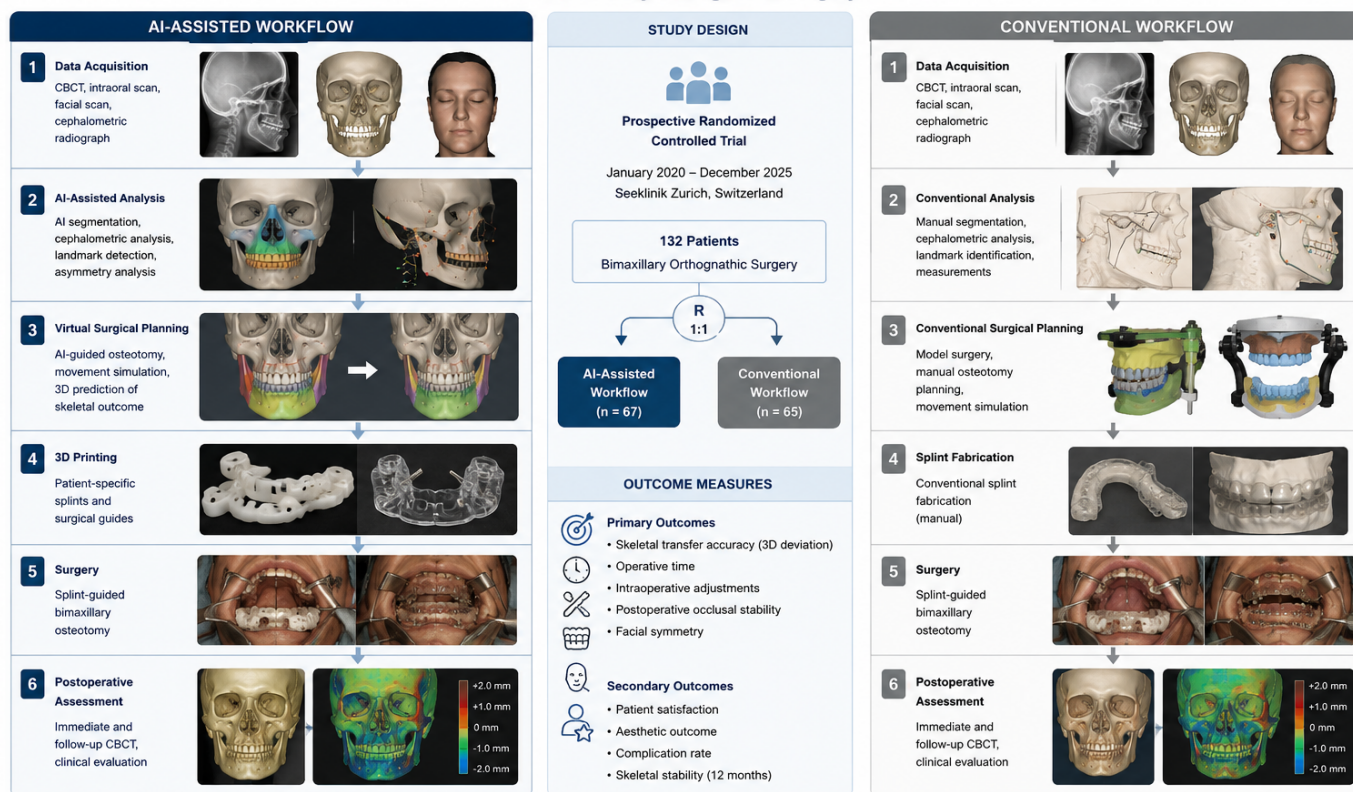 AI-ASSISTED WORKFLOW
1
Data Acquisition
CBCT, intraoral scan,
facial scan,
cephalometric
radiograph
2
AI-Assisted Analysis
AI segmentation,
cephalometric analysis,
landmark detection,
asymmetry analysis
3
Virtual Surgical Planning
AI-guided osteotomy,
movement simulation,
3D prediction of
skeletal outcome
4
3D Printing
Patient-specific
splints and
surgical guides
5
Surgery
Splint-guided
bimaxillary
osteotomy
6
Postoperative
Assessment
Immediate and
follow-up CBCT,
clinical evaluation
+2.0 mm
+1.0 mm
0 mm
-1.0 mm
-2.0 mm
STUDY DESIGN
Prospective Randomized
Controlled Trial
January 2020 – December 2025
Seeklinik Zurich, Switzerland
132 Patients
Bimaxillary Orthognathic Surgery
R
1:1
AI-Assisted
Workflow
(n = 67)
Conventional
Workflow
(n = 65)
OUTCOME MEASURES
Primary Outcomes
• Skeletal transfer accuracy (3D deviation)
• Operative time
• Intraoperative adjustments
• Postoperative occlusal stability
• Facial symmetry
Secondary Outcomes
• Patient satisfaction
• Aesthetic outcome
• Complication rate
• Skeletal stability (12 months)
CONVENTIONAL WORKFLOW
1
Data Acquisition
CBCT, intraoral scan,
facial scan,
cephalometric
radiograph
2
Conventional Analysis
Manual segmentation,
cephalometric analysis,
landmark identification,
measurements
3
Conventional Surgical Planning
Model surgery,
manual osteotomy
planning,
movement simulation
4
Splint Fabrication
Conventional splint
fabrication
(manual)
5
Surgery
Splint-guided
bimaxillary
osteotomy
6
Postoperative
Assessment
Immediate and
follow-up CBCT,
clinical evaluation
+2.0 mm
+1.0 mm
0 mm
-1.0 mm
-2.0 mm